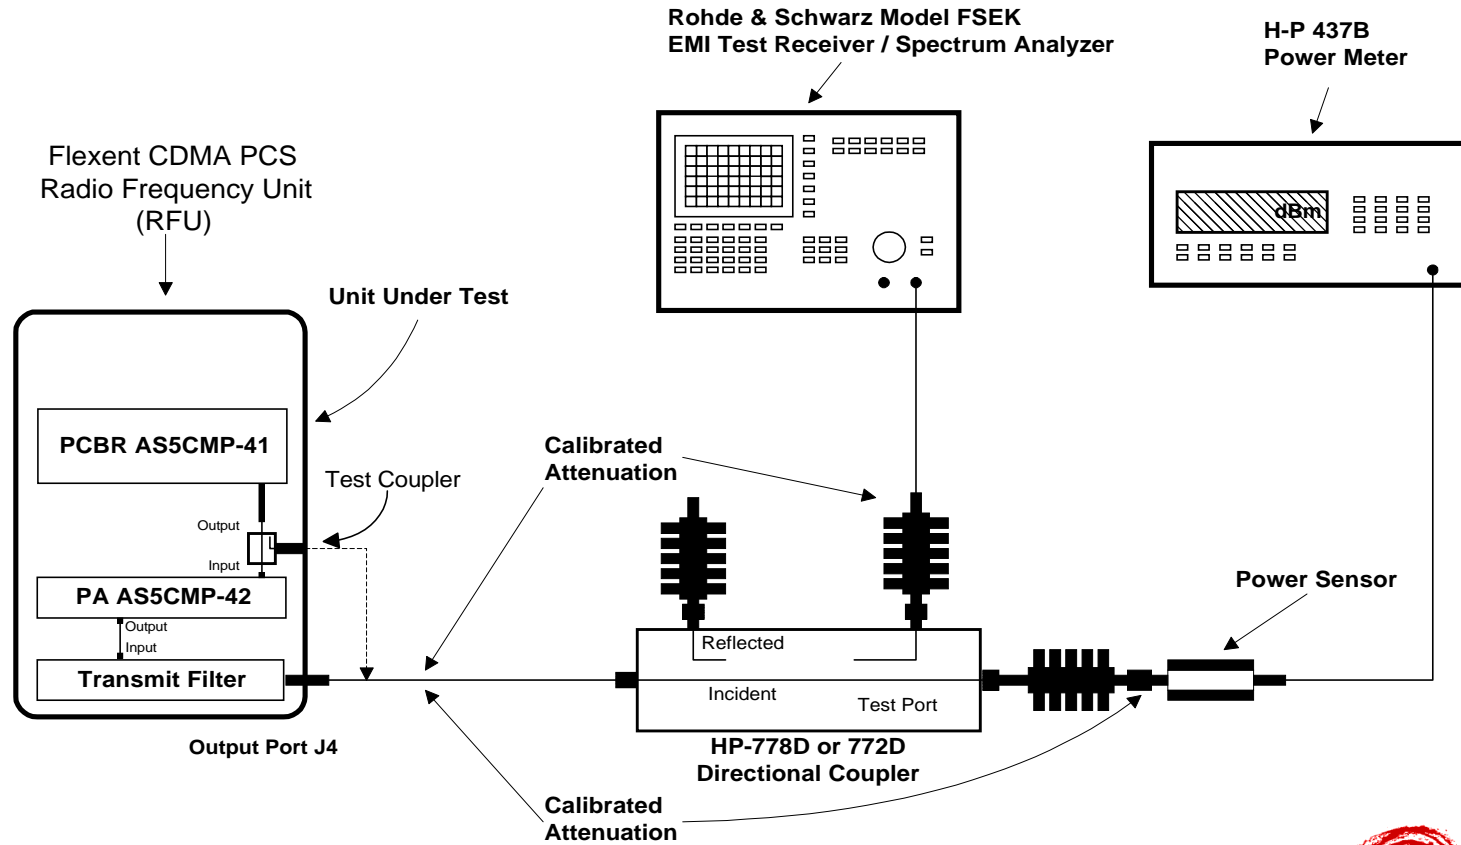 Rohde & Schwarz Model FSEK
EMI Test Receiver / Spectrum Analyzer
H-P 437B
Power Meter
Flexent CDMA PCS
Radio Frequency Unit
(RFU)
dBm
Unit Under Test
PCBR AS5CMP-41
Calibrated
Attenuation
Test Coupler
Output
Input
PA AS5CMP-42
Power Sensor
Output
Input
Reflected
Transmit Filter
Incident
Test Port
Output Port J4
HP-778D or 772D
Directional Coupler
Calibrated
Attenuation